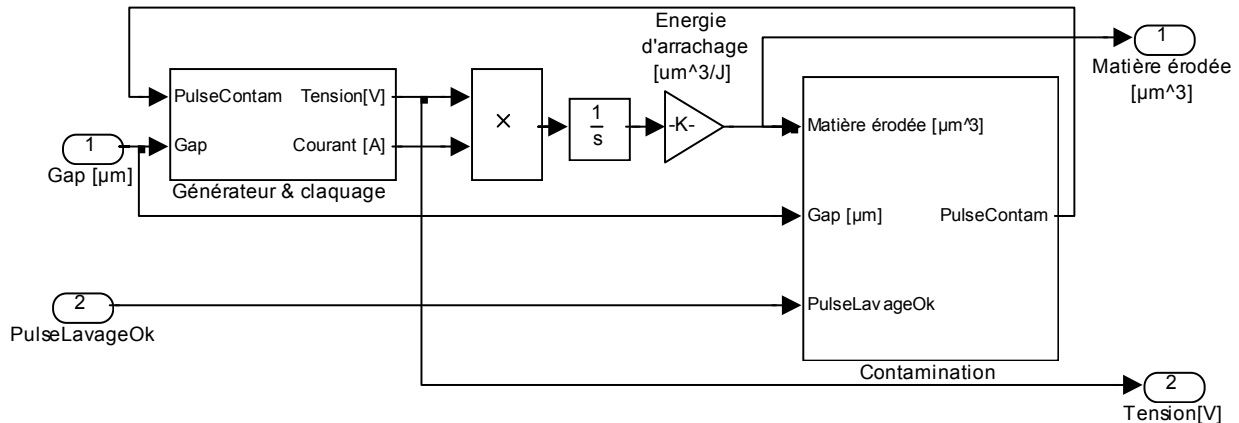 Energie
d'arrachage
[um^3/J]
1
Matière érodée
[µm^3]
PulseContam
Tension[V]
Gap
Courant [A]
Générateur & claquage
×
1
s
-K-
Matière érodée [µm^3]
1
Gap [µm]
Gap [µm]
PulseContam
2
PulseLavageOk
PulseLavageOk
Contamination
2
Tension[V]